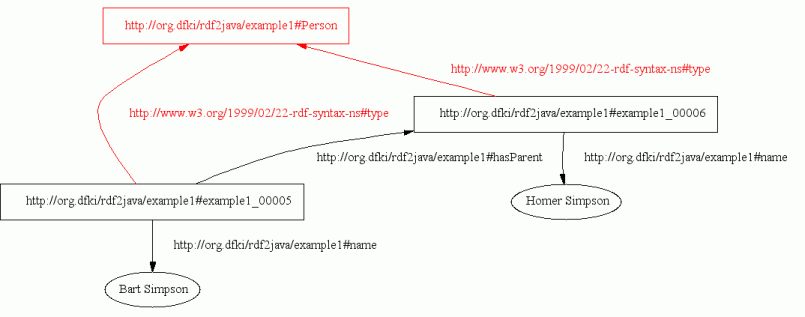 http://org.dfki/rdf2java/example1#Person
http://www.w3.org/1999/02/22-rdf-syntax-ns#type
http://www.w3.org/1999/02/22-rdf-syntax-ns#type
http://org.dfki/rdf2java/example1#example1_00006
http://org.dfki/rdf2java/example1#hasParent
http://org.dfki/rdf2java/example1#name
http://org.dfki/rdf2java/example1#example1_00005
Homer Simpson
http://org.dfki/rdf2java/example1#name
Bart Simpson